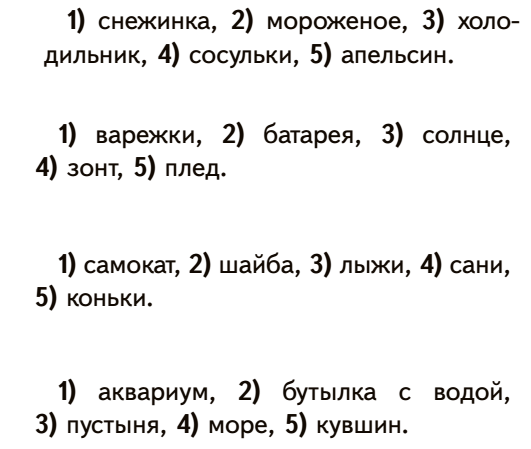 1) снежинка, 2) мороженое, 3) холо-
дильник, 4) сосульки, 5) апельсин.
1) варежки, 2) батарея, 3) солнце,
4) зонт, 5) плед.
1) самокат, 2) шайба, 3) лыжи, 4) сани,
5) коньки.
1) аквариум, 2) бутылка с водой,
3) пустыня, 4) море, 5) кувшин.